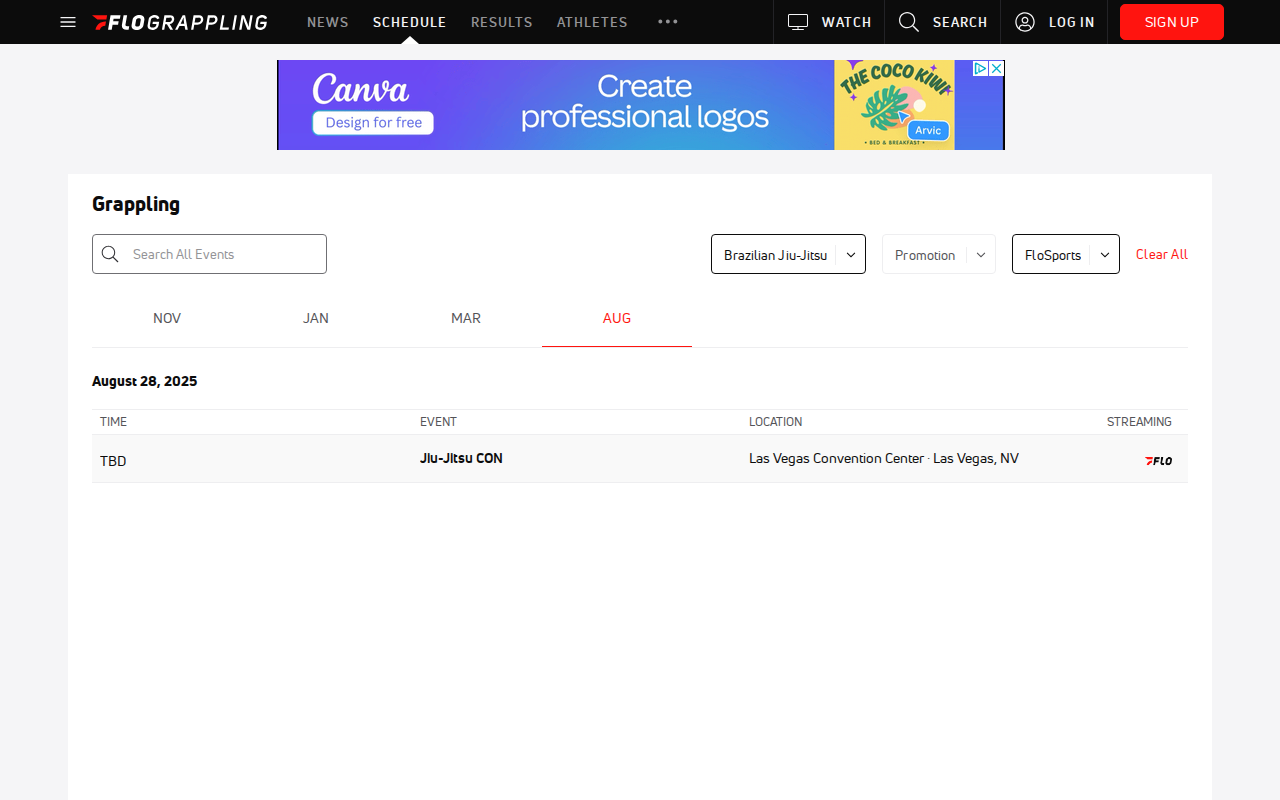 FLOGRAPPLING
NEWS
SCHEDULE
RESULTS
ATHLETES
WATCH
SEARCH
LOG IN
SIGN UP
Canva
Design for free
Create
professional logos
THE COCO KIWI
Arvic
• BED & BREAKFAST •
Grappling
Search All Events
Brazilian Jiu-Jitsu
Promotion
FloSports
Clear All
NOV
JAN
MAR
AUG
August 28, 2025
TIME
EVENT
LOCATION
STREAMING
TBD
Jiu-Jitsu CON
Las Vegas Convention Center · Las Vegas, NV
FLO